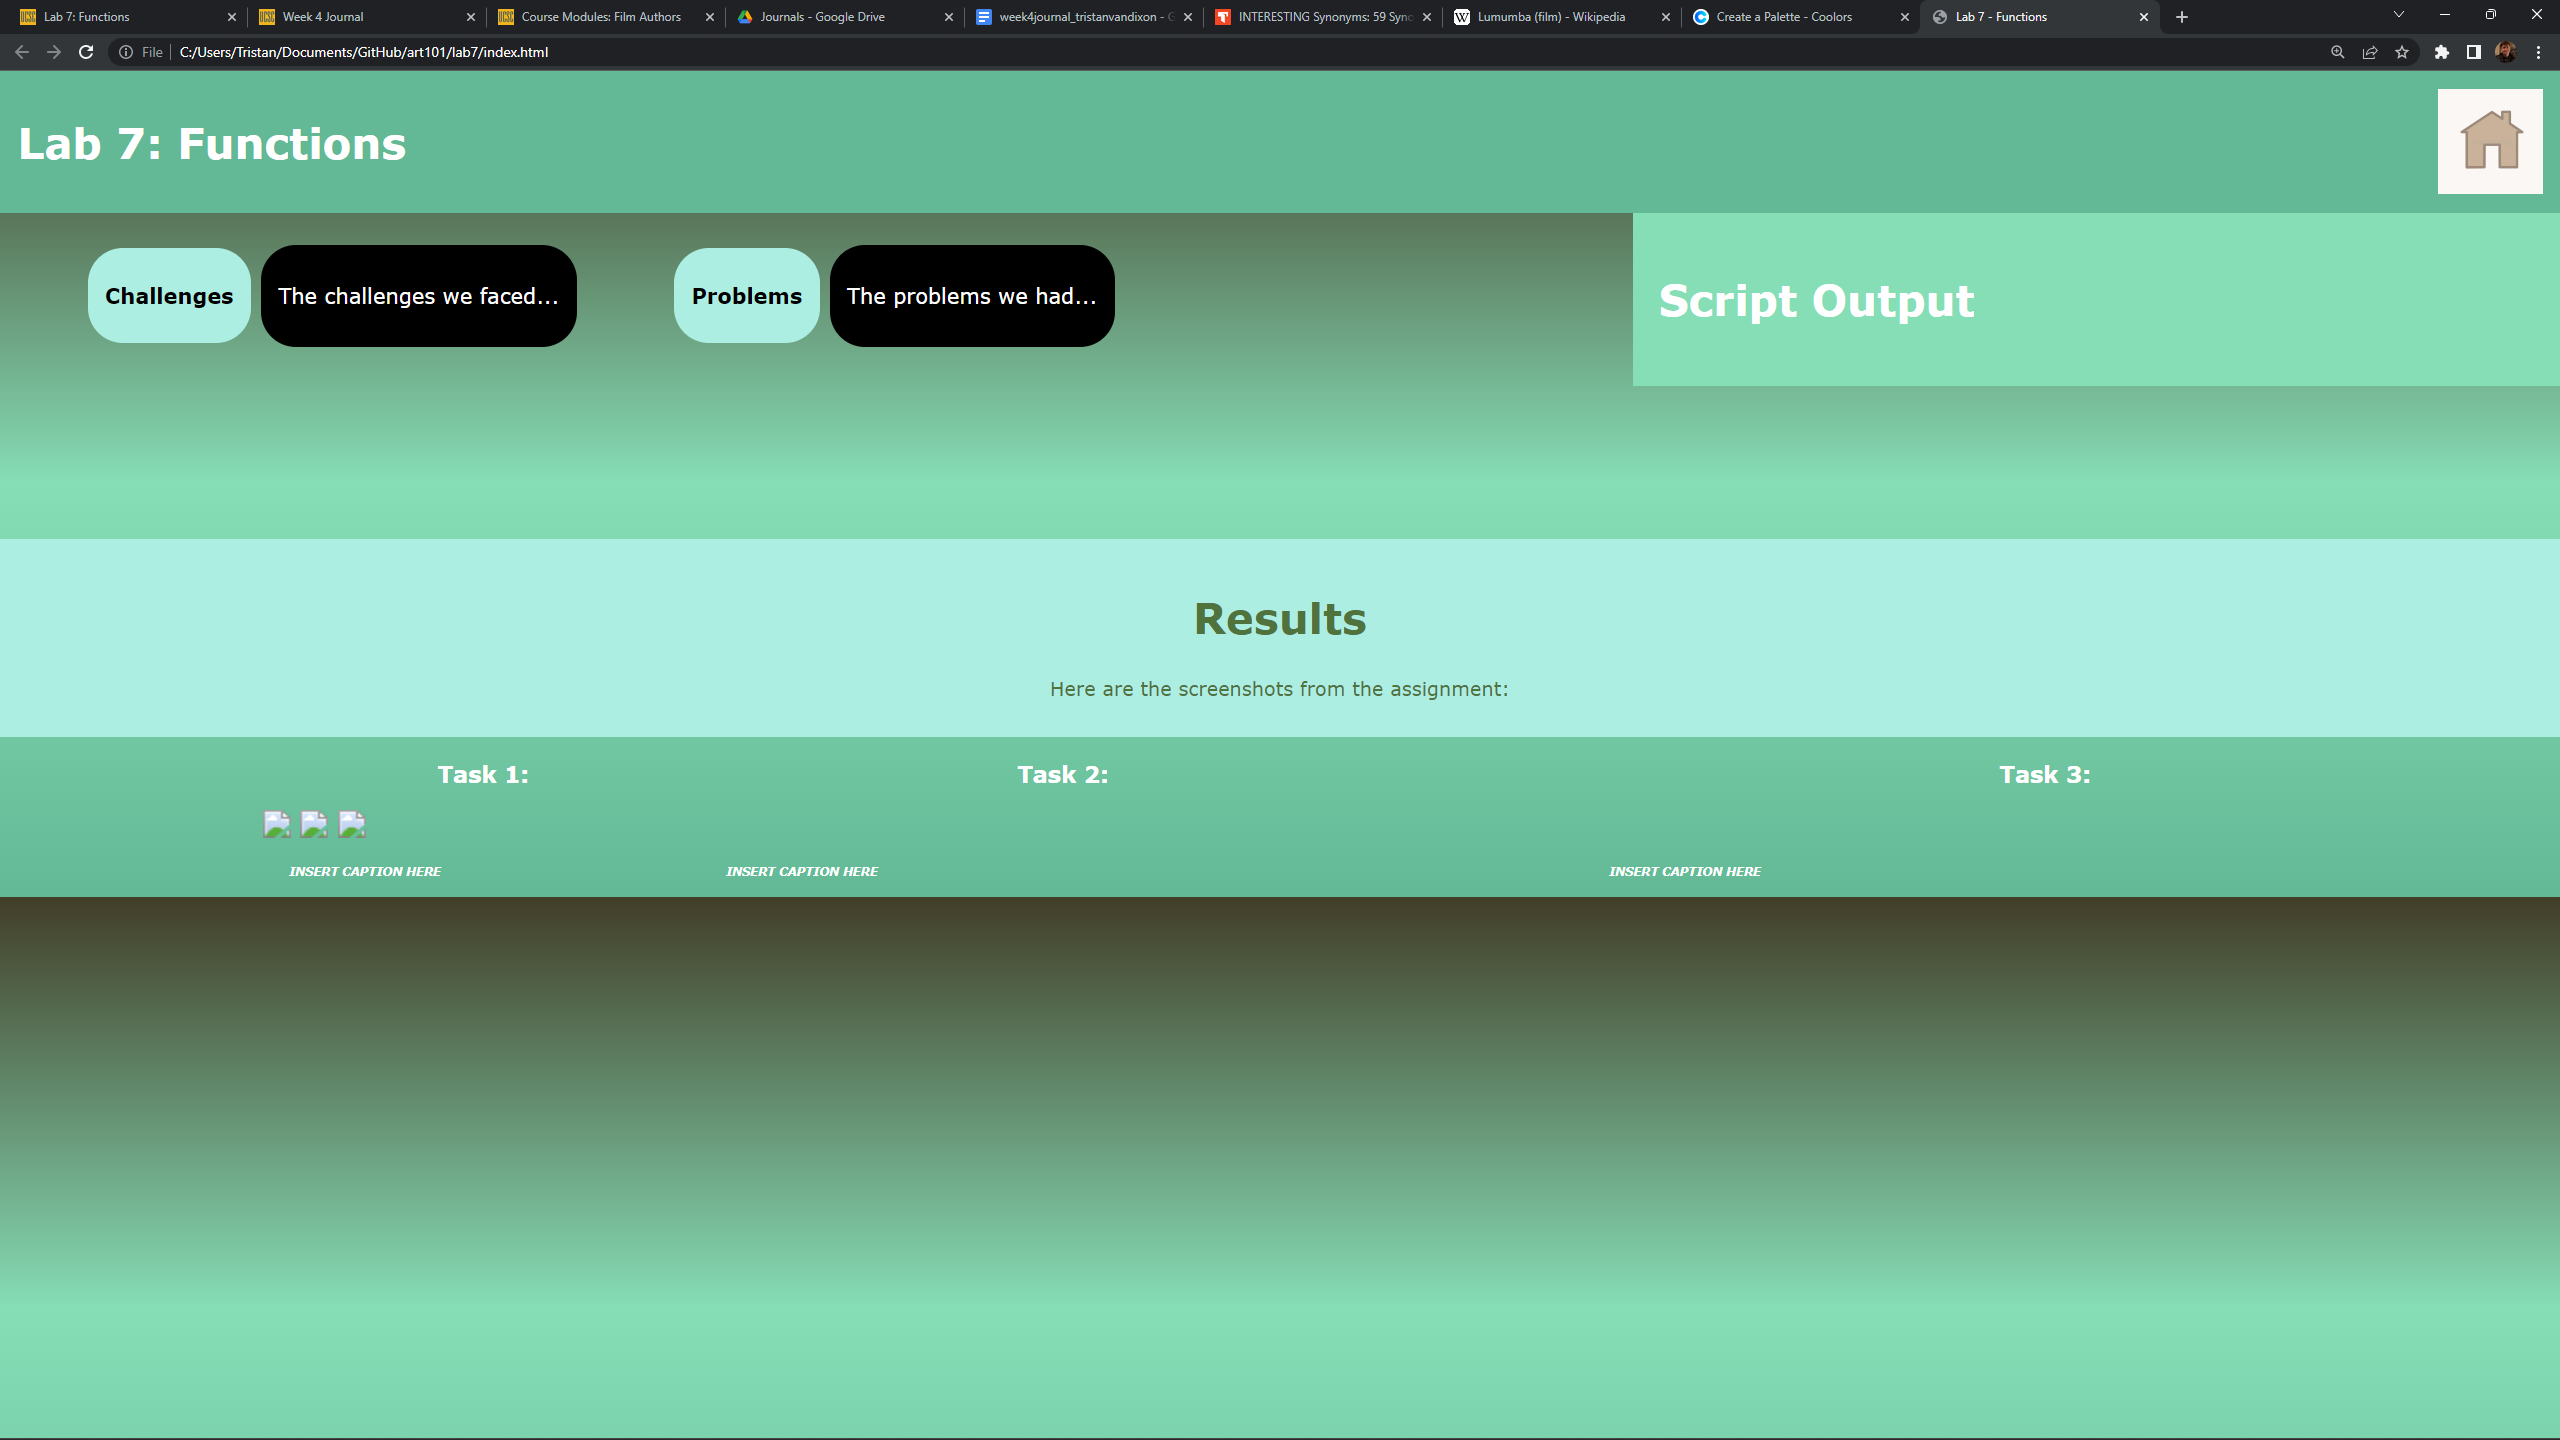 Lab 7: Functions
Week 4 Journal
Course Modules: Film Authors
Journals - Google Drive
week4journal_tristanvandixon - G
INTERESTING Synonyms: 59 Sync
Lumumba (film) - Wikipedia
Create a Palette - Coolors
Lab 7 - Functions
File
C:/Users/Tristan/Documents/GitHub/art101/lab7/index.html
Lab 7: Functions
Challenges
The challenges we faced...
Problems
The problems we had...
Script Output
Results
Here are the screenshots from the assignment:
Task 1:
Task 2:
Task 3:
INSERT CAPTION HERE
INSERT CAPTION HERE
INSERT CAPTION HERE